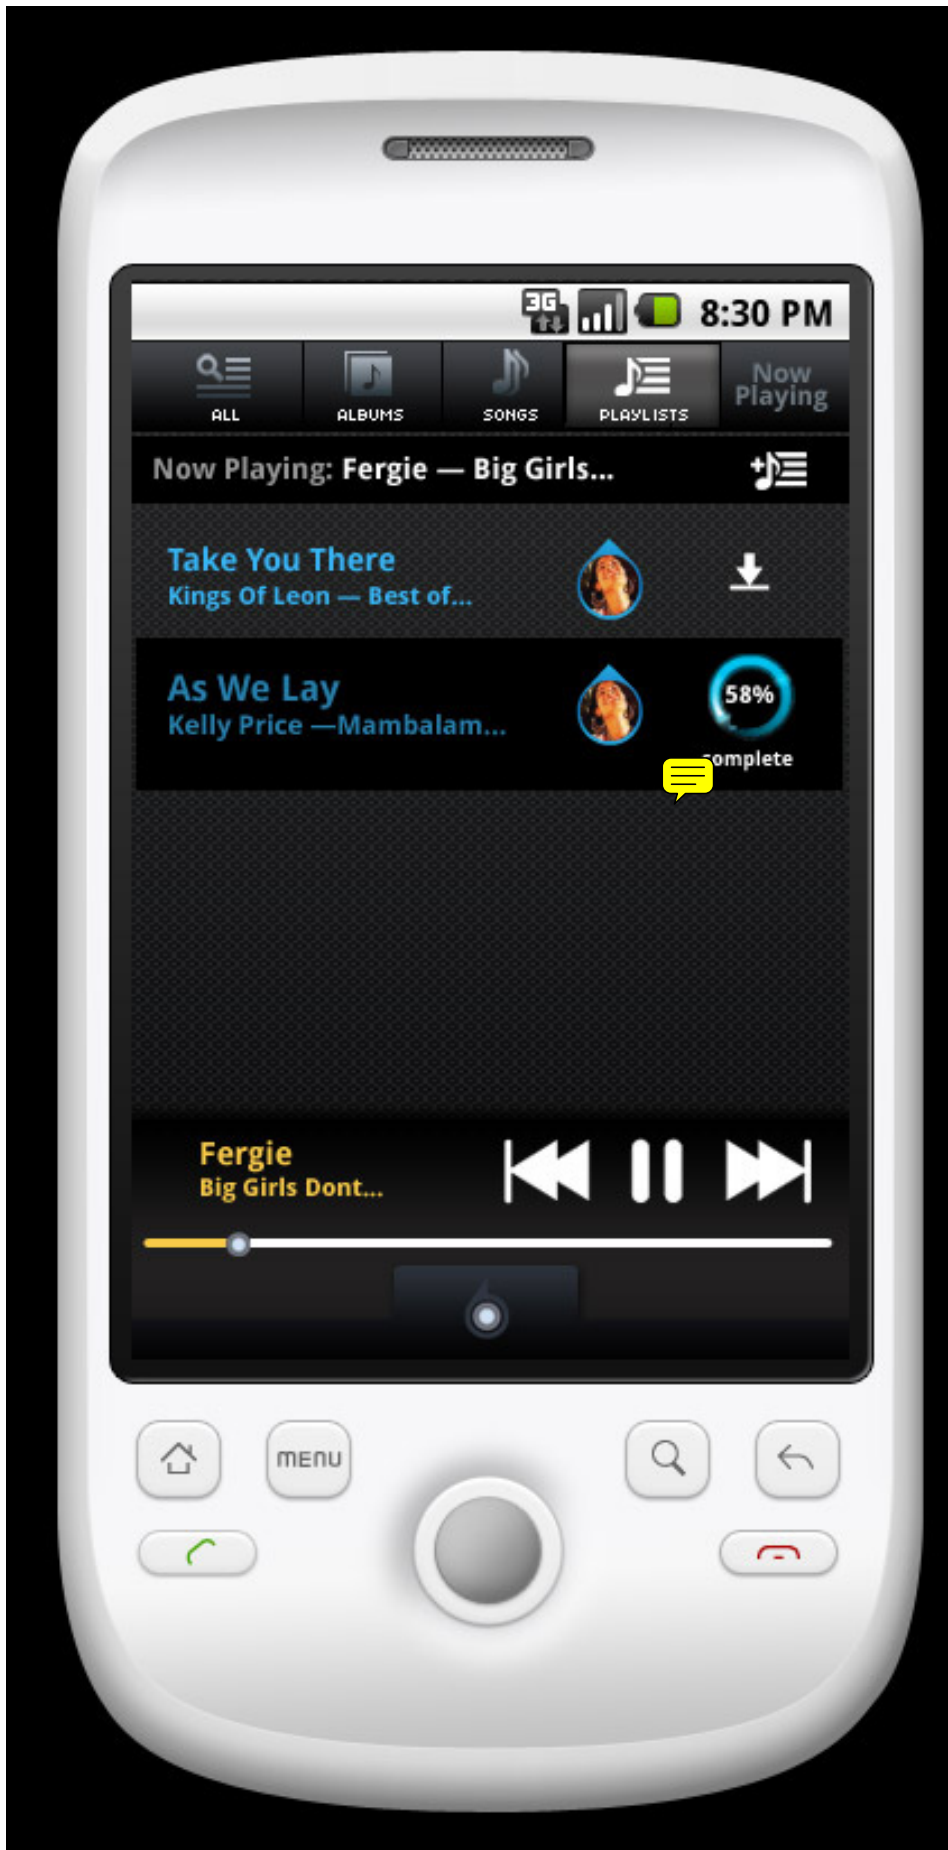 3G
8:30 PM
ALL
ALBUMS
SONGS
PLAYLISTS
Now
Playing
Now Playing: Fergie — Big Girls...
Take You There
Kings Of Leon — Best of...
As We Lay
Kelly Price —Mambalam...
58%
complete
Fergie
Big Girls Dont...
MENU